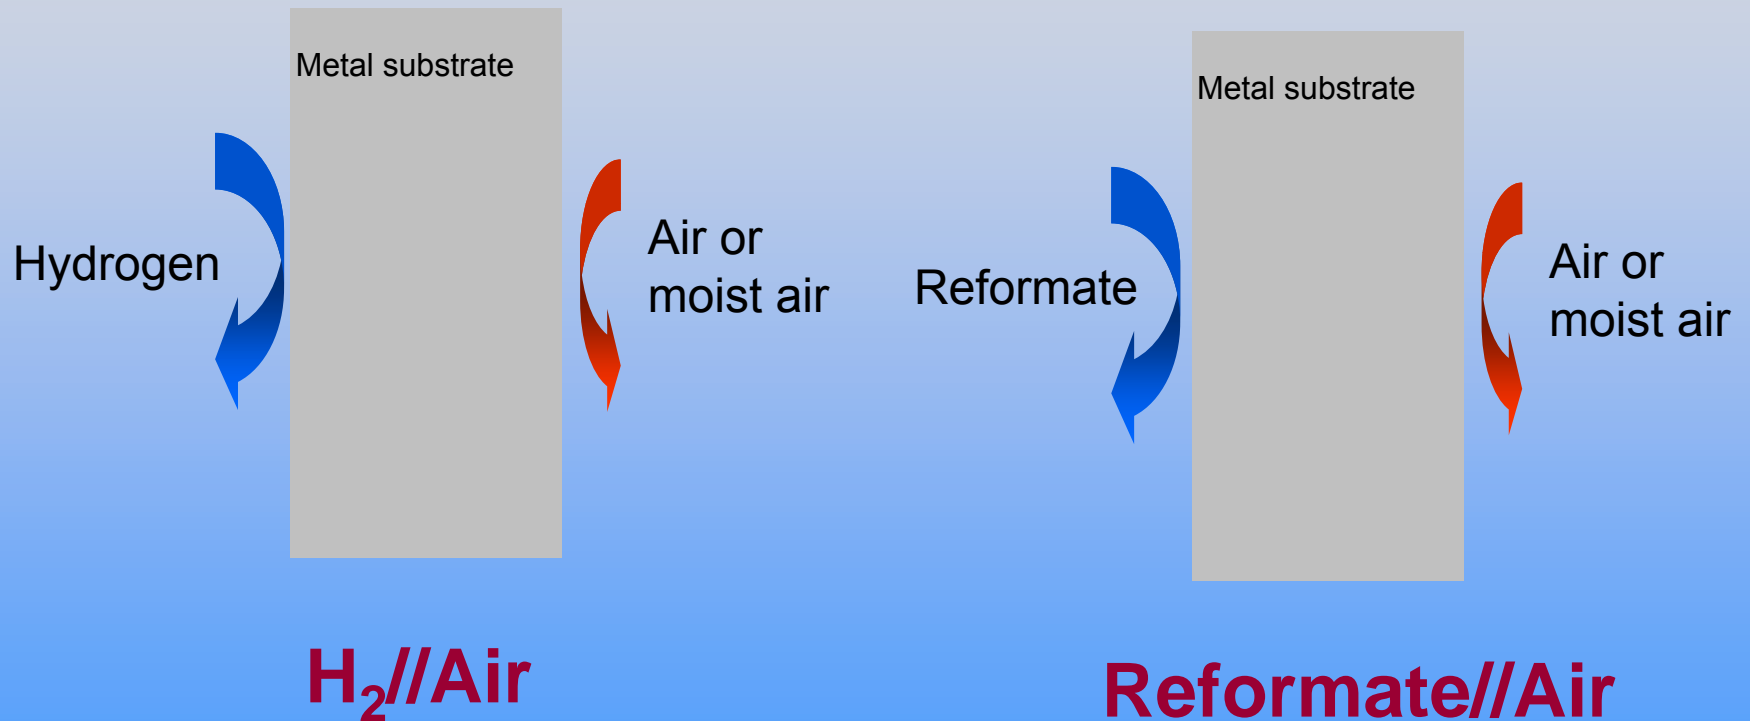 Metal substrate
Hydrogen
Air or
moist air
H₂//Air
Metal substrate
Reformate
Air or
moist air
Reformate//Air